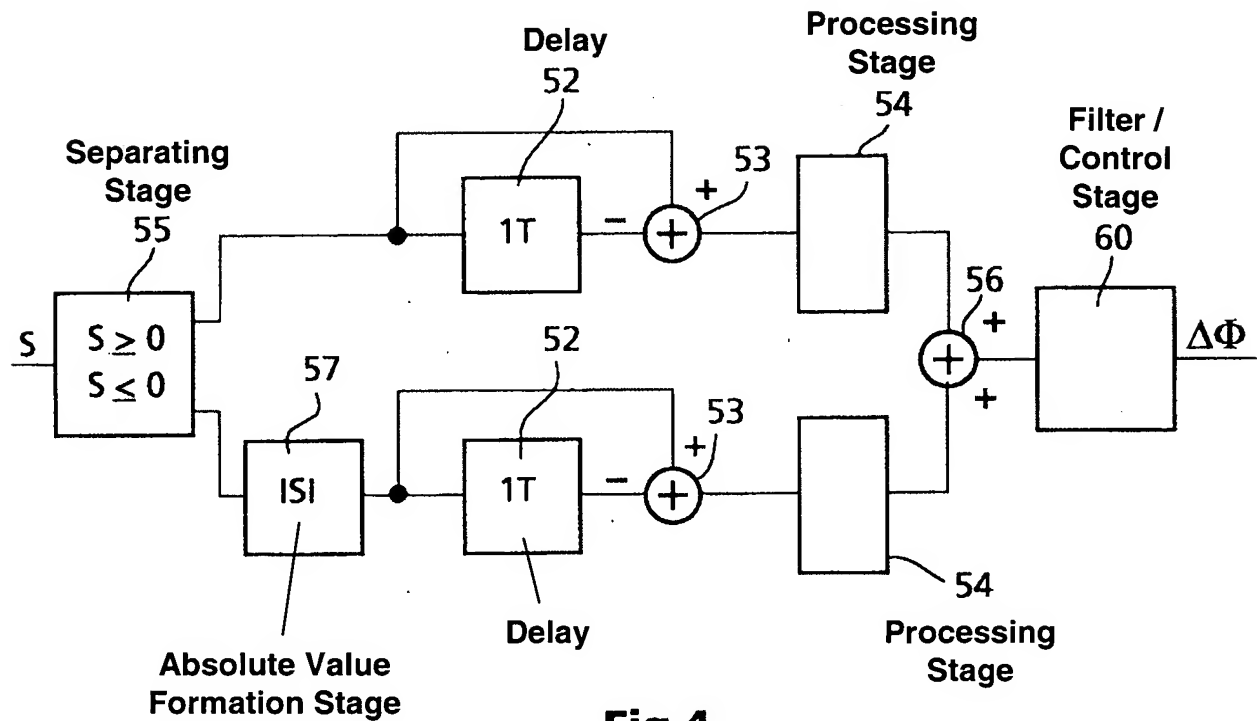 Delay
52
Processing
Stage
54
Filter /
Control
Stage
60
Separating
Stage
55
S
S ≥ 0
S ≤ 0
1T
−
+
+
53
56
+
+
ΔΦ
57
ISI
52
1T
−
+
+
53
54
Processing
Stage
Delay
Absolute Value
Formation Stage
Fig 4